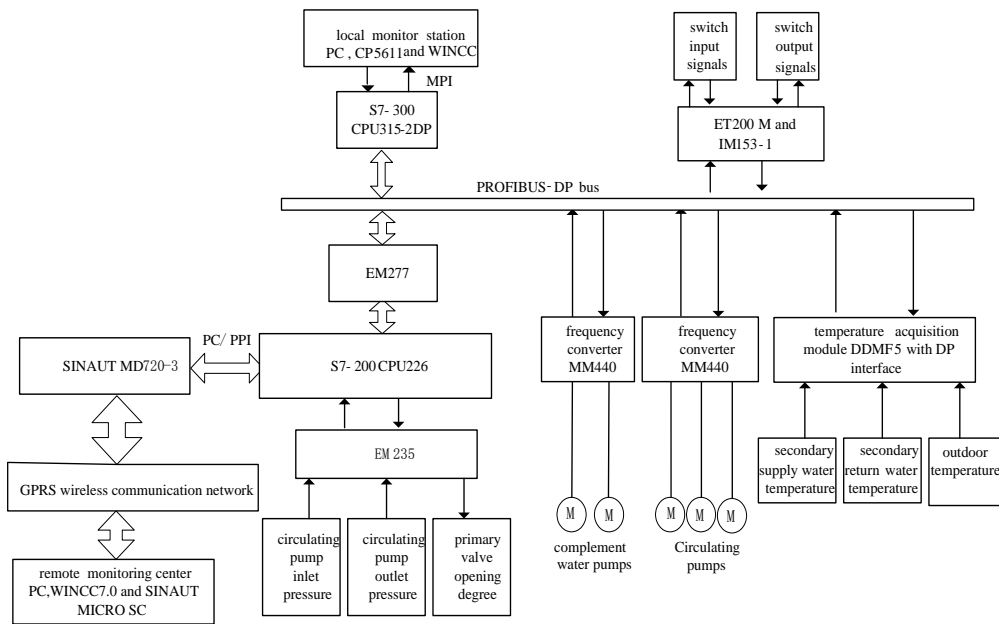 local monitor station
PC , CP5611 and WINCC
MPI
S7- 300
CPU315-2DP
switch
input
signals
switch
output
signals
ET200 M and
IM153- 1
PROFIBUS- DP bus
EM277
PC/ PPI
SINAUT MD720-3
S7- 200 CPU226
frequency
converter
MM440
frequency
converter
MM440
temperature acquisition
module DDMF5 with DP
interface
EM 235
GPRS wireless communication network
secondary
supply water
temperature
secondary
return water
temperature
outdoor
temperature
M
M
M
M
M
complement
water pumps
Circulating
pumps
circulating
pump
inlet
pressure
circulating
pump
outlet
pressure
primary
valve
opening
degree
remote monitoring center
PC,WINCC7.0 and SINAUT
MICRO SC